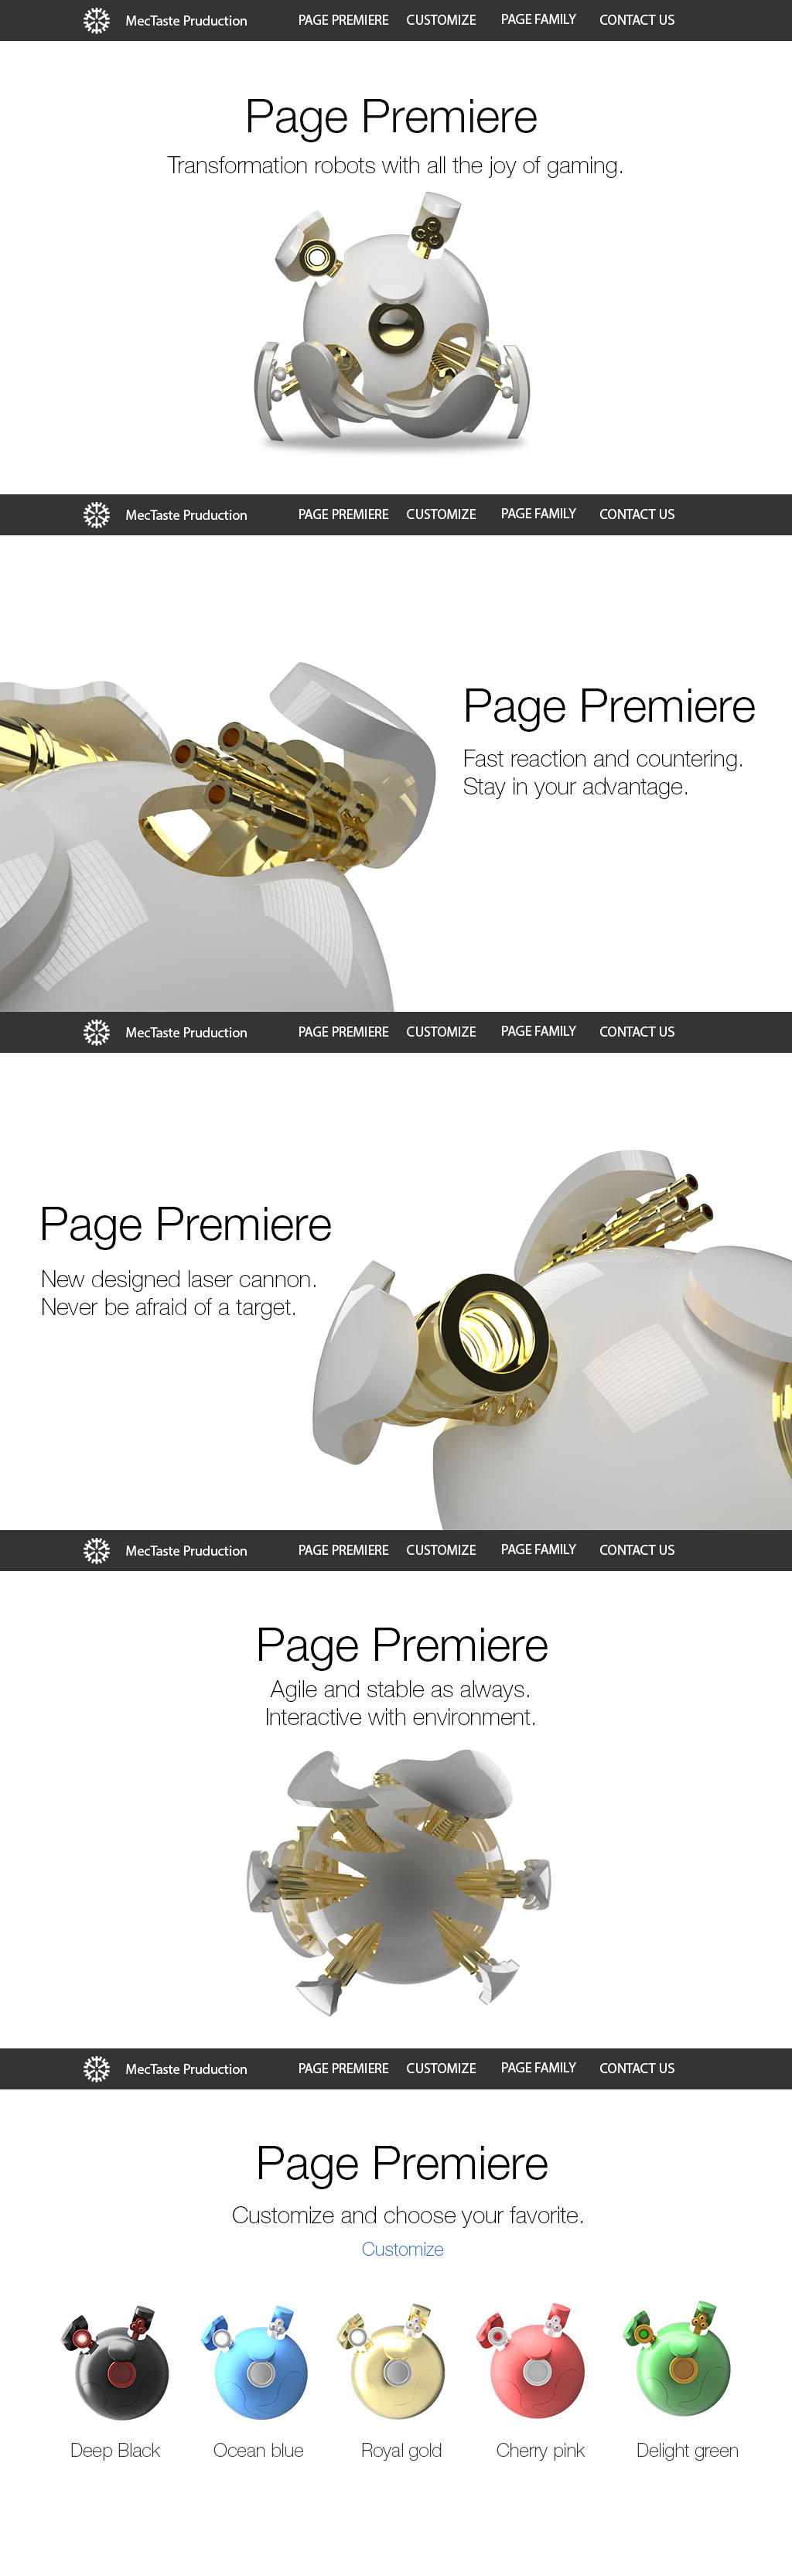 MecTaste Pruduction PAGE PREMIERE CUSTOMIZE PAGE FAMILY CONTACT US
Page Premiere
Transformation robots with all the joy of gaming.
MecTaste Pruduction PAGE PREMIERE CUSTOMIZE PAGE FAMILY CONTACT US
Page Premiere
Fast reaction and countering.
Stay in your advantage.
MecTaste Pruduction PAGE PREMIERE CUSTOMIZE PAGE FAMILY CONTACT US
Page Premiere
New designed laser cannon.
Never be afraid of a target.
MecTaste Pruduction PAGE PREMIERE CUSTOMIZE PAGE FAMILY CONTACT US
Page Premiere
Agile and stable as always.
Interactive with environment.
MecTaste Pruduction PAGE PREMIERE CUSTOMIZE PAGE FAMILY CONTACT US
Page Premiere
Customize and choose your favorite.
Customize
Deep Black Ocean blue Royal gold Cherry pink Delight green